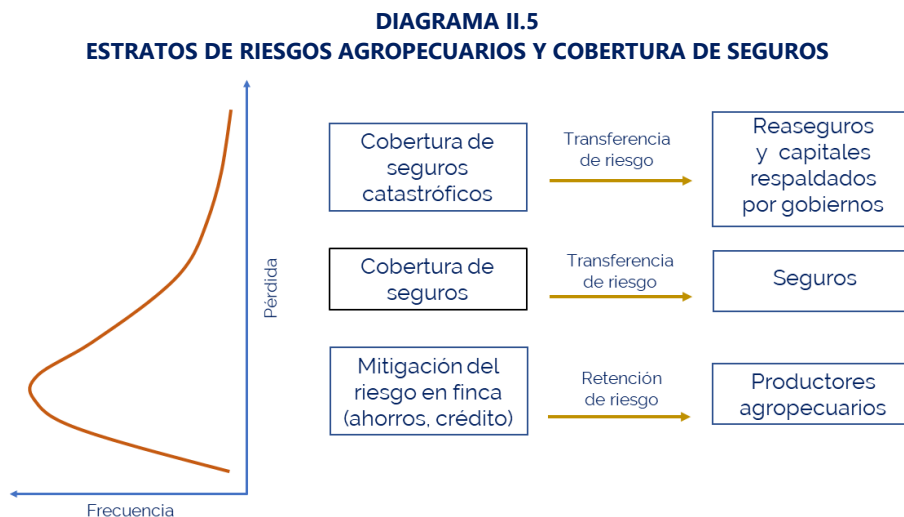 DIAGRAMA II.5
ESTRATOS DE RIESGOS AGROPECUARIOS Y COBERTURA DE SEGUROS
Pérdida
Frecuencia
Cobertura de
seguros
catastróficos
Transferencia
de riesgo
Reaseguros
y capitales
respaldados
por gobiernos
Cobertura de
seguros
Transferencia
de riesgo
Seguros
Mitigación del
riesgo en finca
(ahorros, crédito)
Retención
de riesgo
Productores
agropecuarios